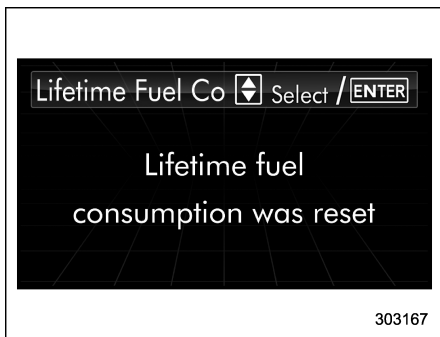 Lifetime Fuel Co Select / ENTER
Lifetime fuel
consumption was reset
303167